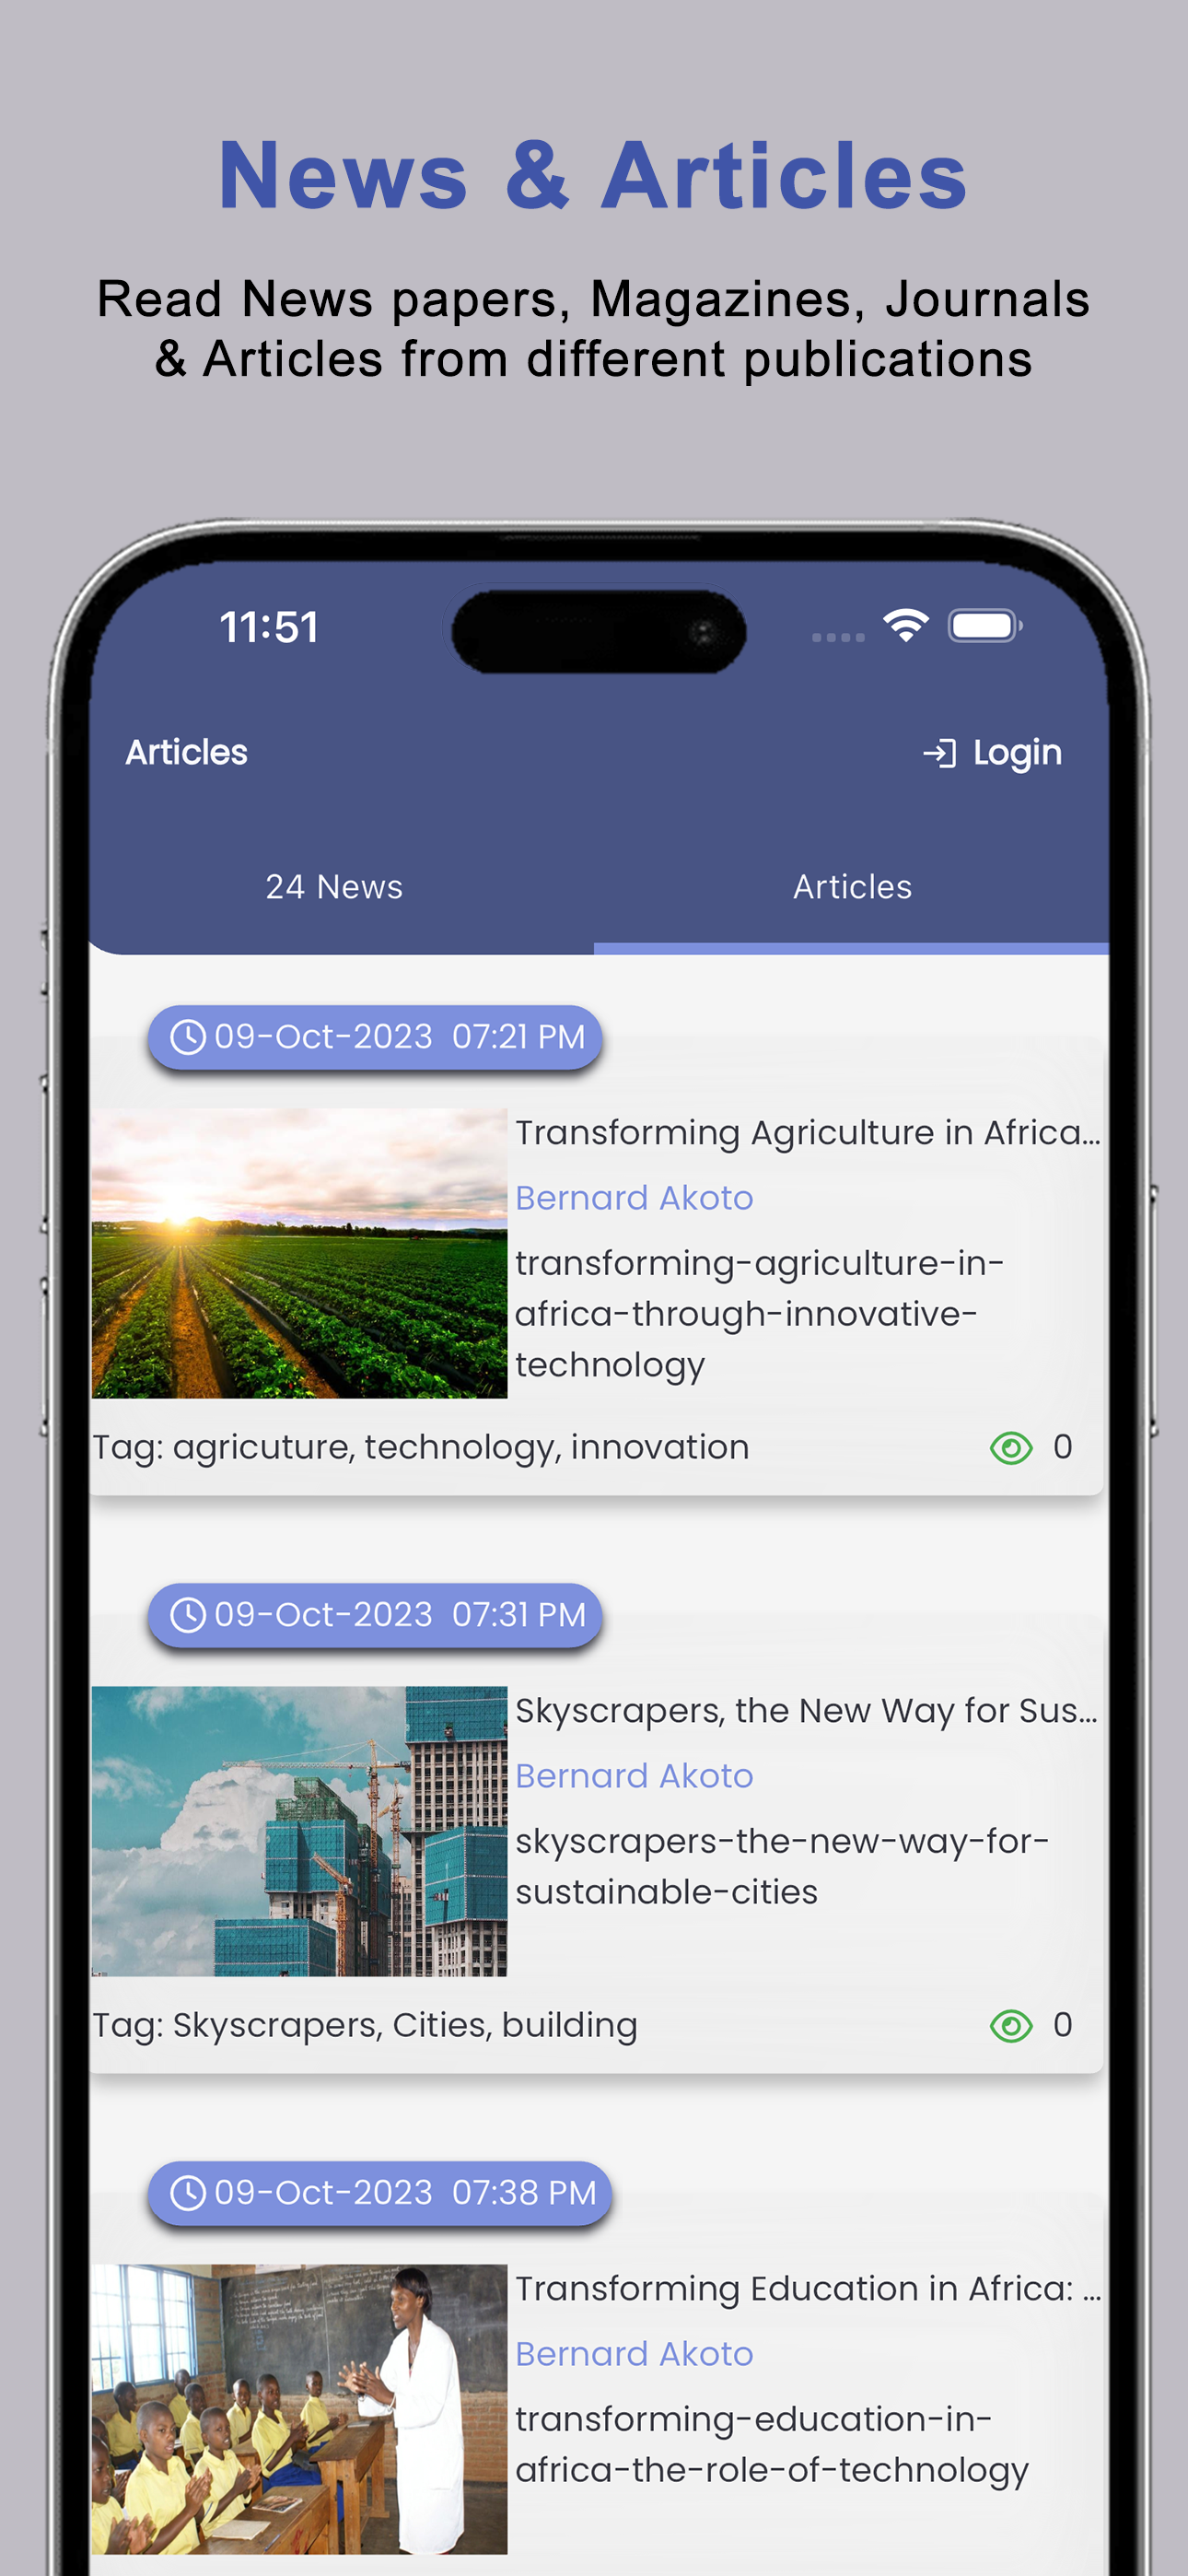 News & Articles
Read News papers, Magazines, Journals
& Articles from different publications
11:51
Articles
Login
24 News
Articles
09-Oct-2023 07:21 PM
Transforming Agriculture in Africa...
Bernard Akoto
transforming-agriculture-in-
africa-through-innovative-
technology
Tag: agricuture, technology, innovation
0
09-Oct-2023 07:31 PM
Skyscrapers, the New Way for Sus...
Bernard Akoto
skyscrapers-the-new-way-for-
sustainable-cities
Tag: Skyscrapers, Cities, building
0
09-Oct-2023 07:38 PM
Transforming Education in Africa: ...
Bernard Akoto
transforming-education-in-
africa-the-role-of-technology